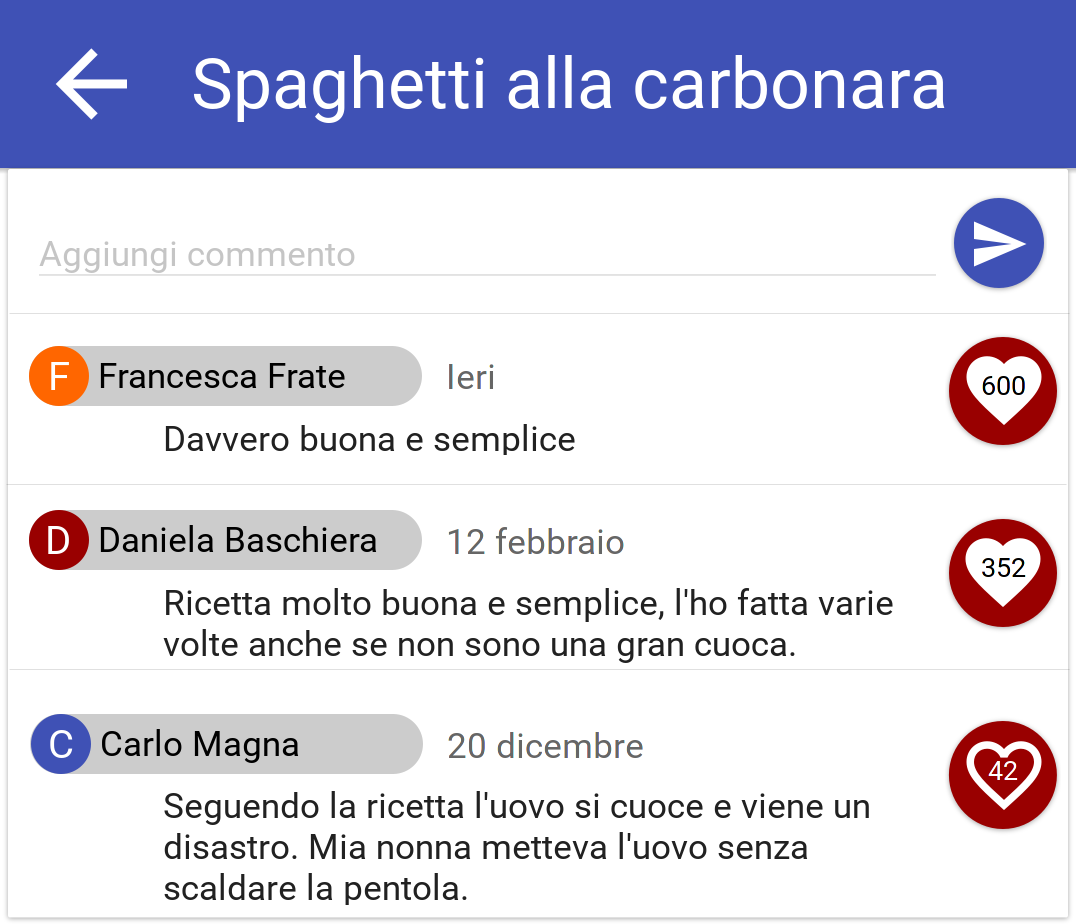 Spaghetti alla carbonara
Aggiungi commento
F Francesca Frate Ieri
600
Davvero buona e semplice
D Daniela Baschiera 12 febbraio
352
Ricetta molto buona e semplice, l'ho fatta varie
volte anche se non sono una gran cuoca.
C Carlo Magna 20 dicembre
42
Seguendo la ricetta l'uovo si cuoce e viene un
disastro. Mia nonna metteva l'uovo senza
scaldare la pentola.